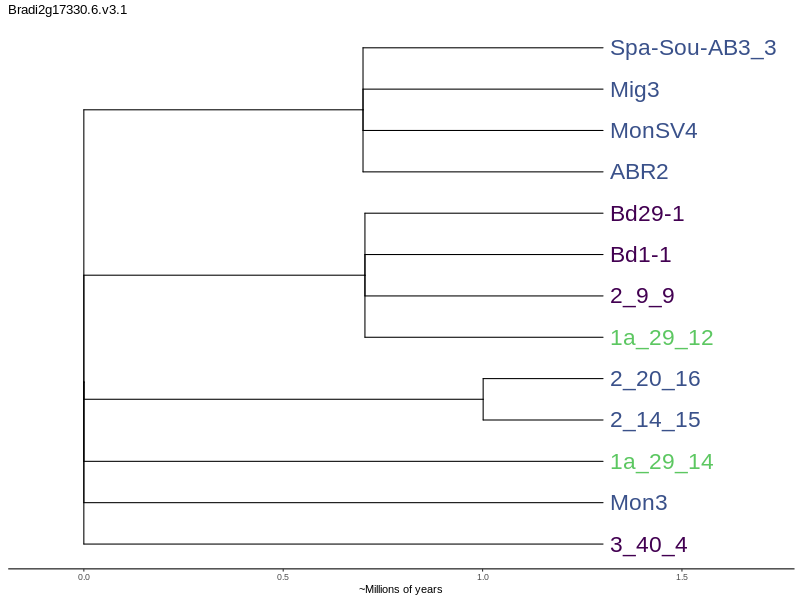 Bradi2g17330.6.v3.1
Spa-Sou-AB3_3
Mig3
MonSV4
ABR2
Bd29-1
Bd1-1
2_9_9
1a_29_12
2_20_16
2_14_15
1a_29_14
Mon3
3_40_4
0.0 0.5 1.0 1.5
~Millions of years